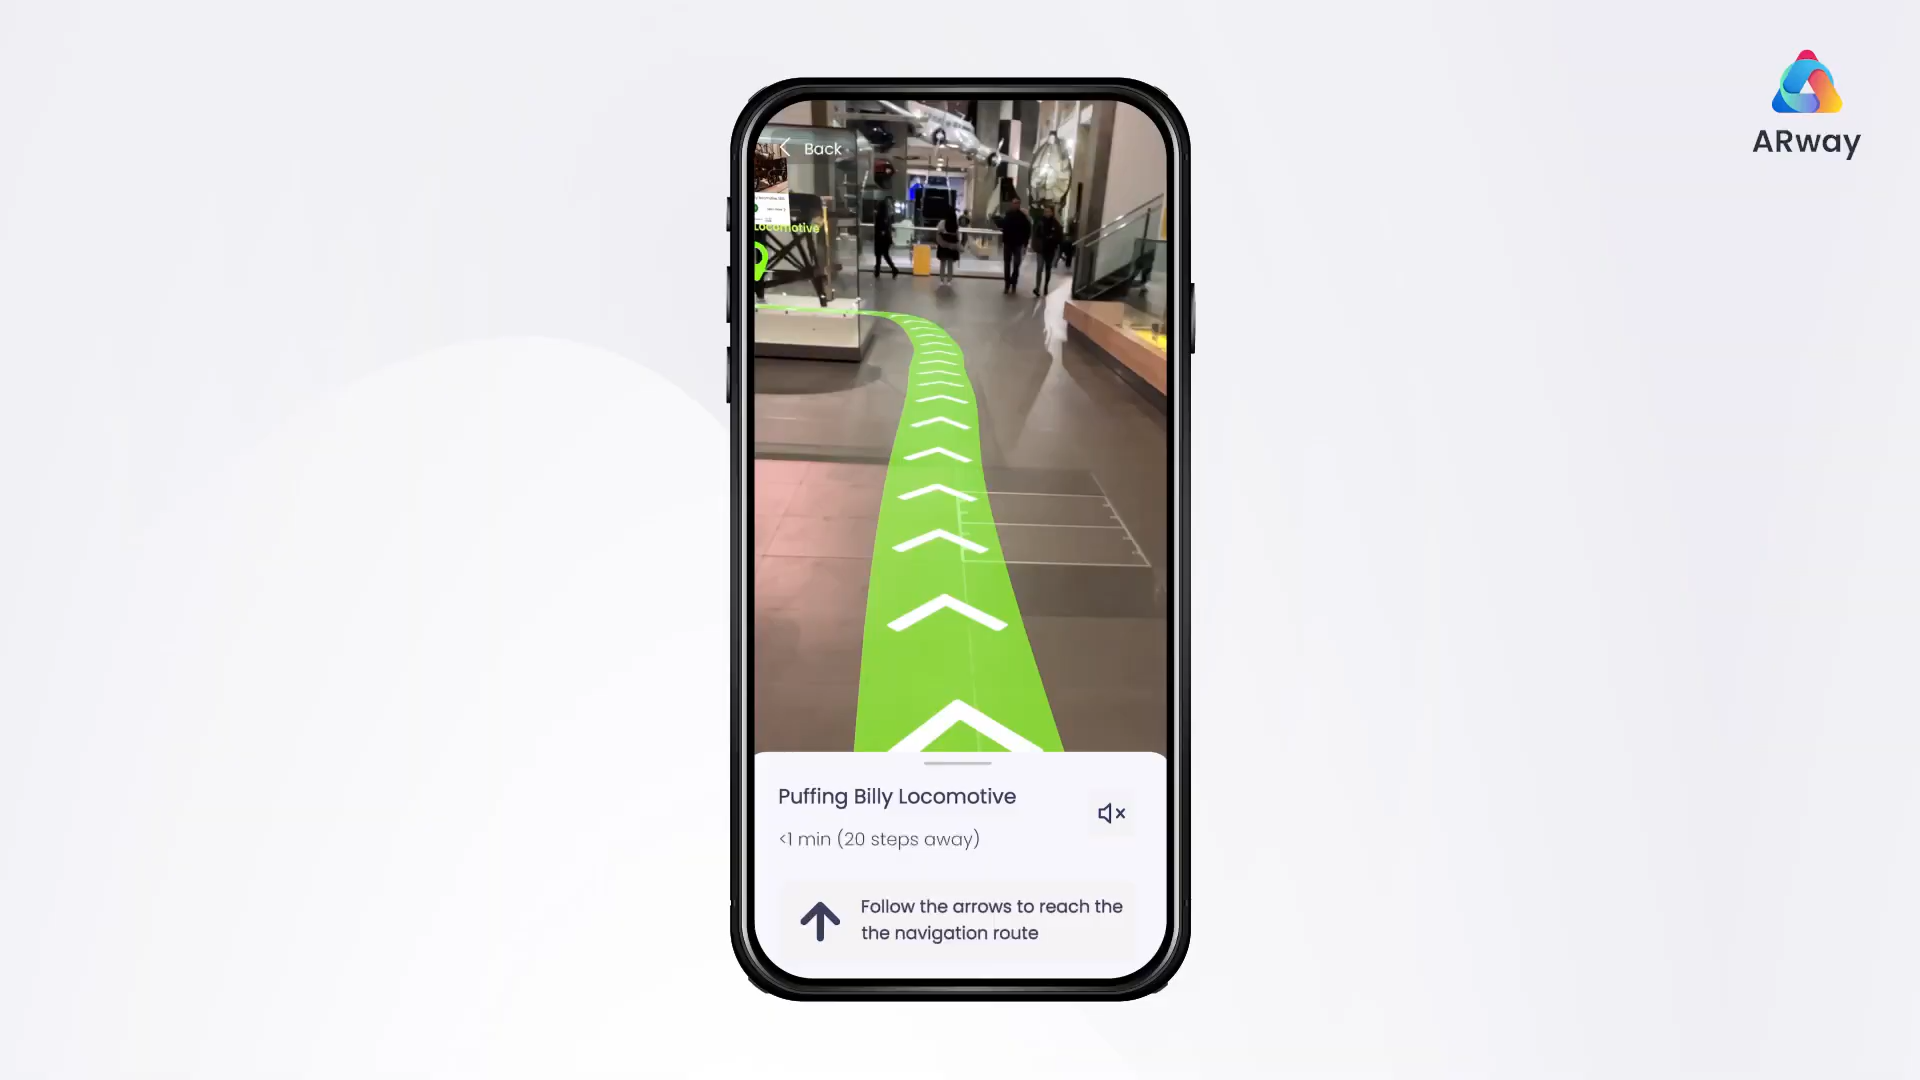 ARway
Back
Locomotive
Puffing Billy Locomotive
<1 min (20 steps away)
Follow the arrows to reach the
the navigation route